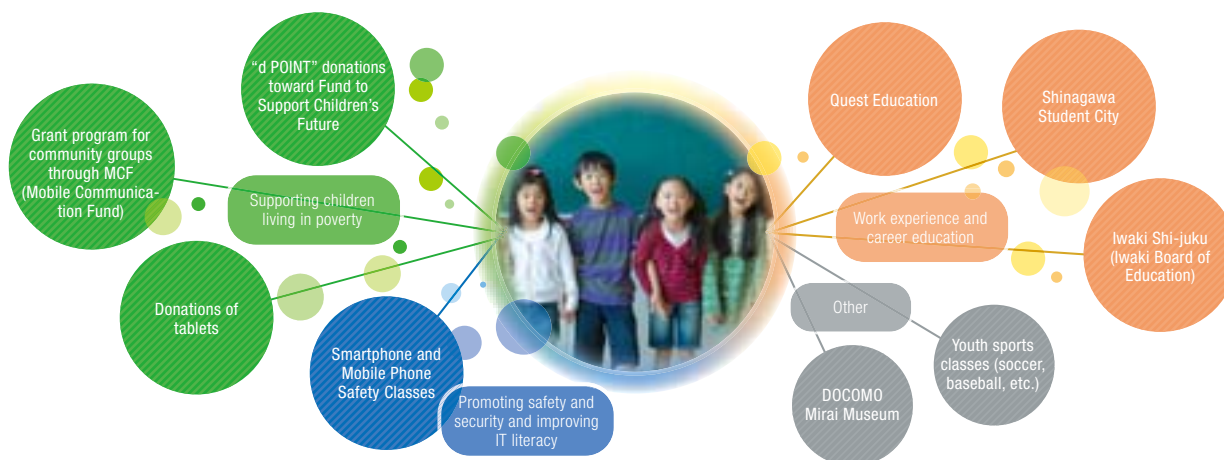 “d POINT” donations
toward Fund to
Support Children’s
Future
Grant program for
community groups
through MCF
(Mobile Communica-
tion Fund)
Supporting children
living in poverty
Donations of
tablets
Smartphone and
Mobile Phone
Safety Classes
Promoting safety and
security and improving
IT literacy
Quest Education
Shinagawa
Student City
Work experience and
career education
Iwaki Shi-juku
(Iwaki Board of
Education)
Other
Youth sports
classes (soccer,
baseball, etc.)
DOCOMO
Mirai Museum